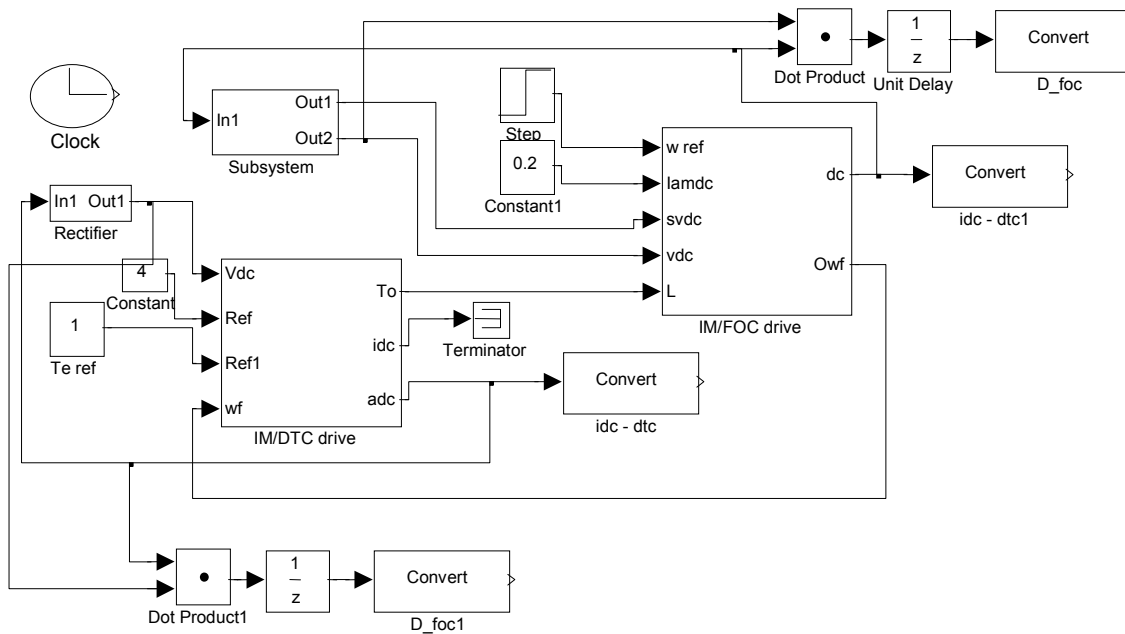 Convert
1
z
Dot Product
Unit Delay
D_foc
Clock
In1
Out1
Out2
Subsystem
Step
0.2
Constant1
w ref
lamdc
svdc
vdc
L
dc
Owf
IM/FOC drive
Convert
idc - dtc1
In1 Out1
Rectifier
4
Constant
1
Te ref
Vdc
Ref
Ref1
wf
To
idc
adc
IM/DTC drive
Terminator
Convert
idc - dtc
1
z
Dot Product1
Convert
D_foc1